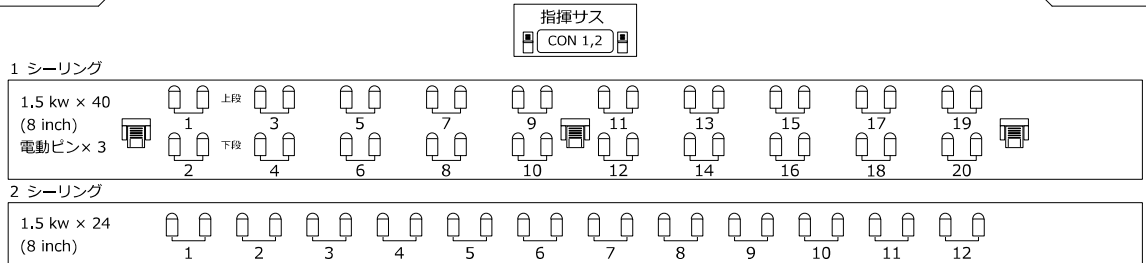 指揮サス
CON 1,2
1 シーリング
1.5 kw × 40
(8 inch)
電動ピン× 3
上段
1 3 5 7 9 11 13 15 17 19
下段
2 4 6 8 10 12 14 16 18 20
2 シーリング
1.5 kw × 24
(8 inch)
1 2 3 4 5 6 7 8 9 10 11 12